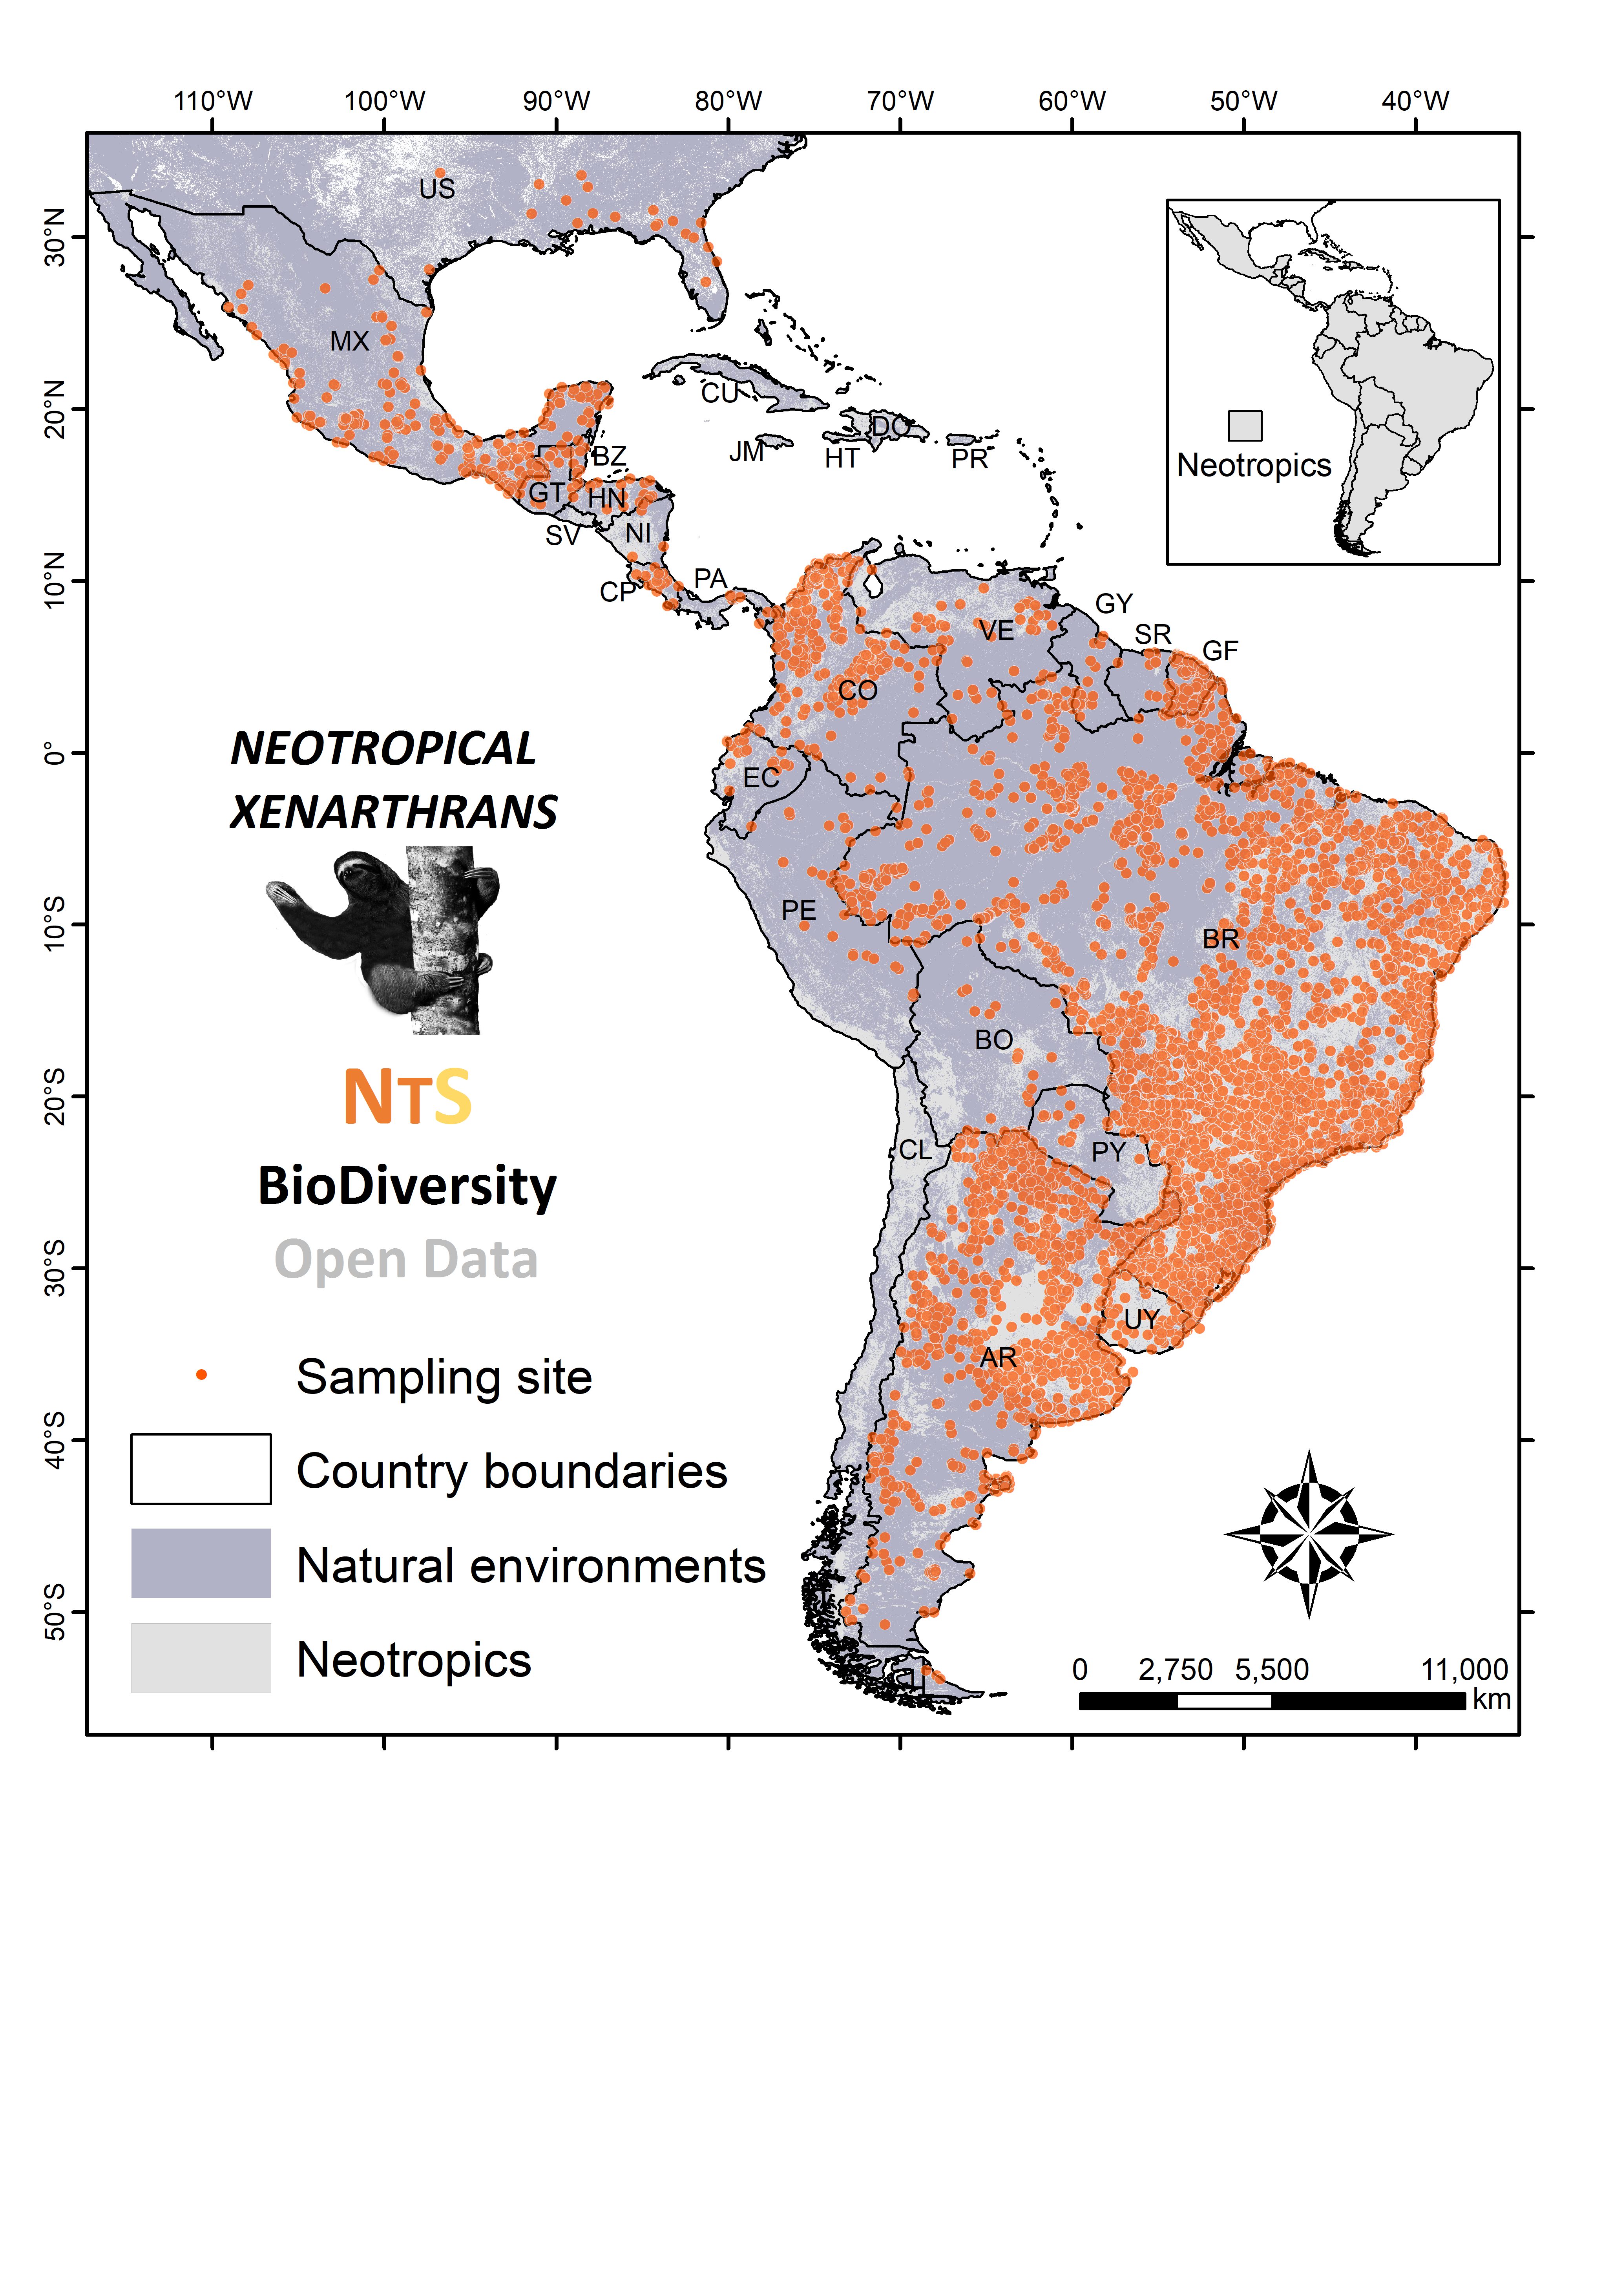 110°W 100°W 90°W 80°W 70°W 60°W 50°W 40°W
30°N
20°N
10°N
0°
10°S
20°S
30°S
40°S
50°S
US
MX
CU
DO
JM
HT
PR
BZ
GT
HN
SV
NI
CP
PA
GY
SR
GF
VE
CO
EC
PE
BR
BO
PY
CL
UY
AR
Neotropics
NEOTROPICAL
XENARTHRANS
NTS
BioDiversity
Open Data
Sampling site
Country boundaries
Natural environments
Neotropics
0 2,750 5,500 11,000
km